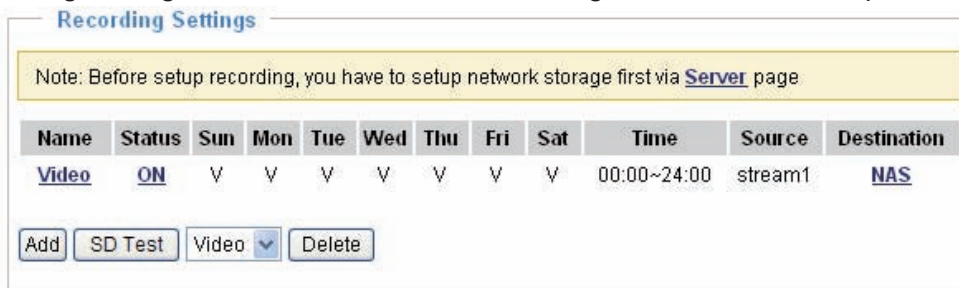 Recording Settings
Note: Before setup recording, you have to setup network storage first via Server page
Name Status Sun Mon Tue Wed Thu Fri Sat Time Source Destination
Video ON V V V V V V V 00:00~24:00 stream1 NAS
Add SD Test Video Delete